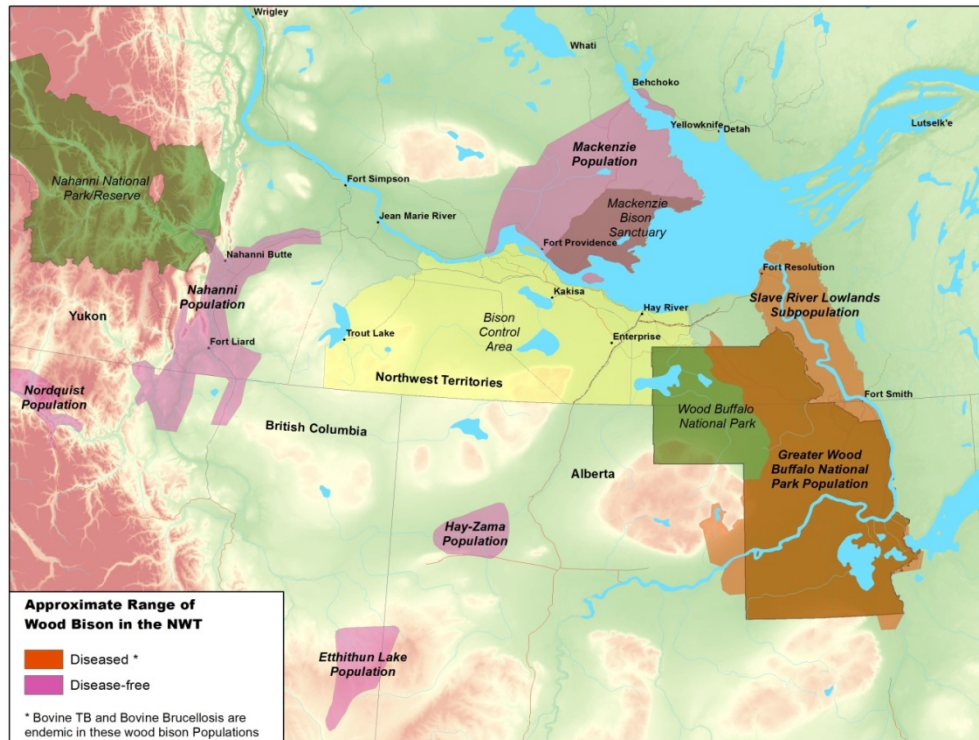 Wrigley
Whati
Behchoko
Yellowknife
Detah
Lutselk'e
Mackenzie
Population
Nahanni National
Park/Reserve
Fort Simpson
Mackenzie
Bison
Sanctuary
Jean Marie River
Fort Providence
Nahanni Butte
Fort Resolution
Nahanni
Population
Kakisa
Slave River Lowlands
Subpopulation
Yukon
Hay River
Bison
Control
Area
Trout Lake
Enterprise
Fort Liard
Northwest Territories
Nordquist
Population
Fort Smith
Wood Buffalo
National Park
British Columbia
Greater Wood
Buffalo National
Park Population
Alberta
Hay-Zama
Population
Approximate Range of
Wood Bison in the NWT
Diseased *
Disease-free
* Bovine TB and Bovine Brucellosis are
endemic in these wood bison Populations
Etthithun Lake
Population